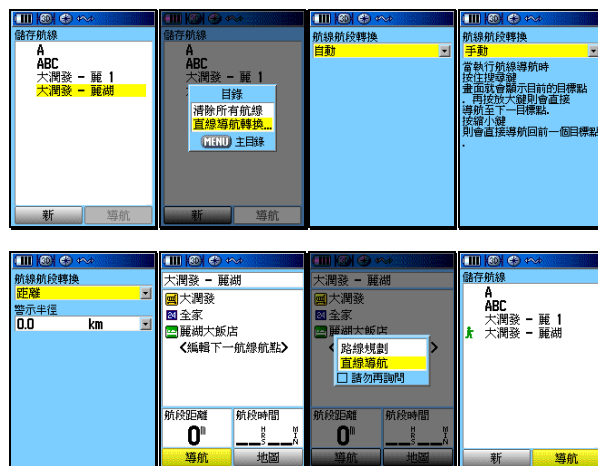 儲存航線
A
ABC
大潤發 - 麗 1
大潤發 - 麗湖
新
導航
儲存航線
A
ABC
大潤發 - 麗 1
目錄
清除所有航線
直線導航轉換...
MENU 主目錄
新
導航
航線航段轉換
自動
航線航段轉換
手動
當執行航線導航時
按住搜尋鍵
畫面就會顯示目前的目標點
. 再按放大鍵則會直接
導航至下一目標點.
按縮小鍵
則會直接導航回前一個目標點
.
航線航段轉換
距離
警示半徑
0.0 km
大潤發 - 麗湖
大潤發
全家
麗湖大飯店
<編輯下一航線航點>
航段距離
航段時間
0m
HRS
MIN
導航
地圖
大潤發 - 麗湖
大潤發
全家
麗湖大飯店
路線規劃
直線導航
請勿再詢問
航段距離
航段時間
0m
HRS
MIN
導航
地圖
儲存航線
A
ABC
大潤發 - 麗 1
大潤發 - 麗湖
新
導航